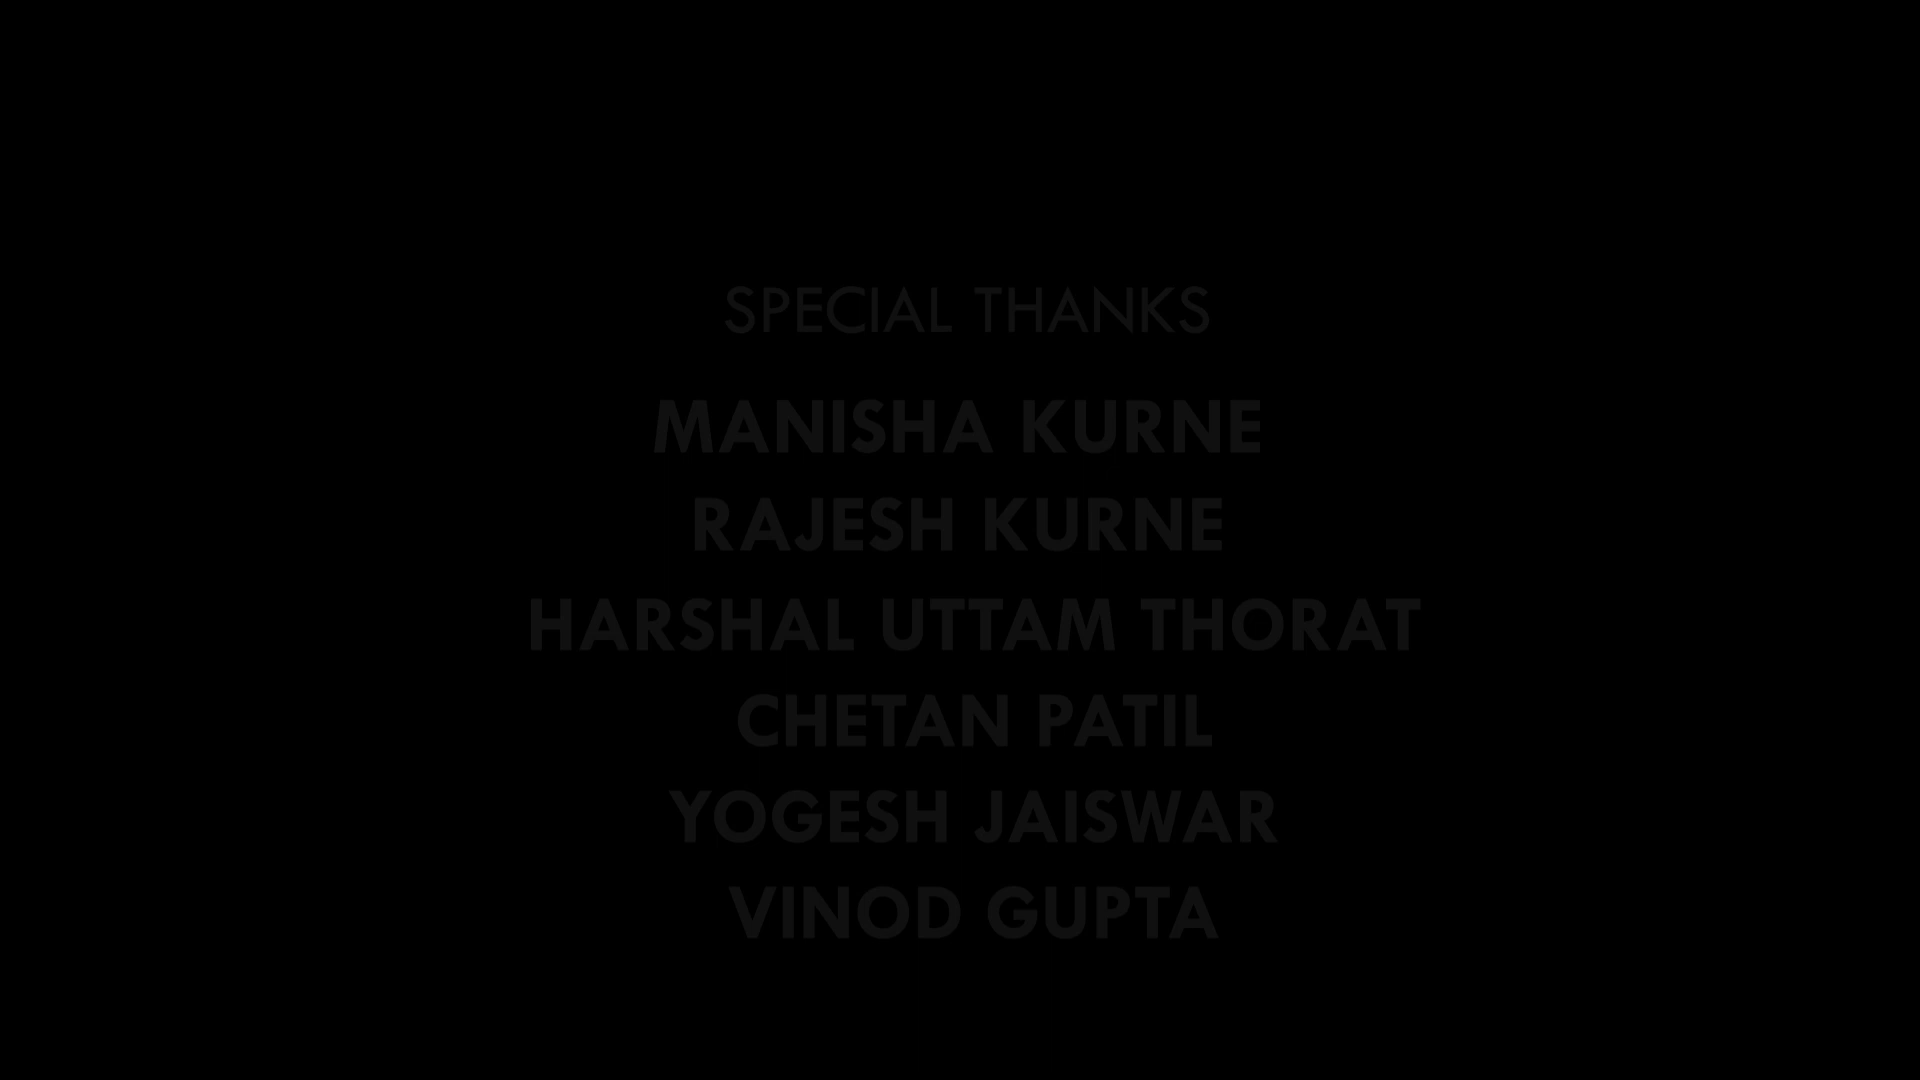 SPECIAL THANKS
MANISHA KURNE
RAJESH KURNE
HARSHAL UTTAM THORAT
CHETAN PATIL
YOGESH JAISWAR
VINOD GUPTA